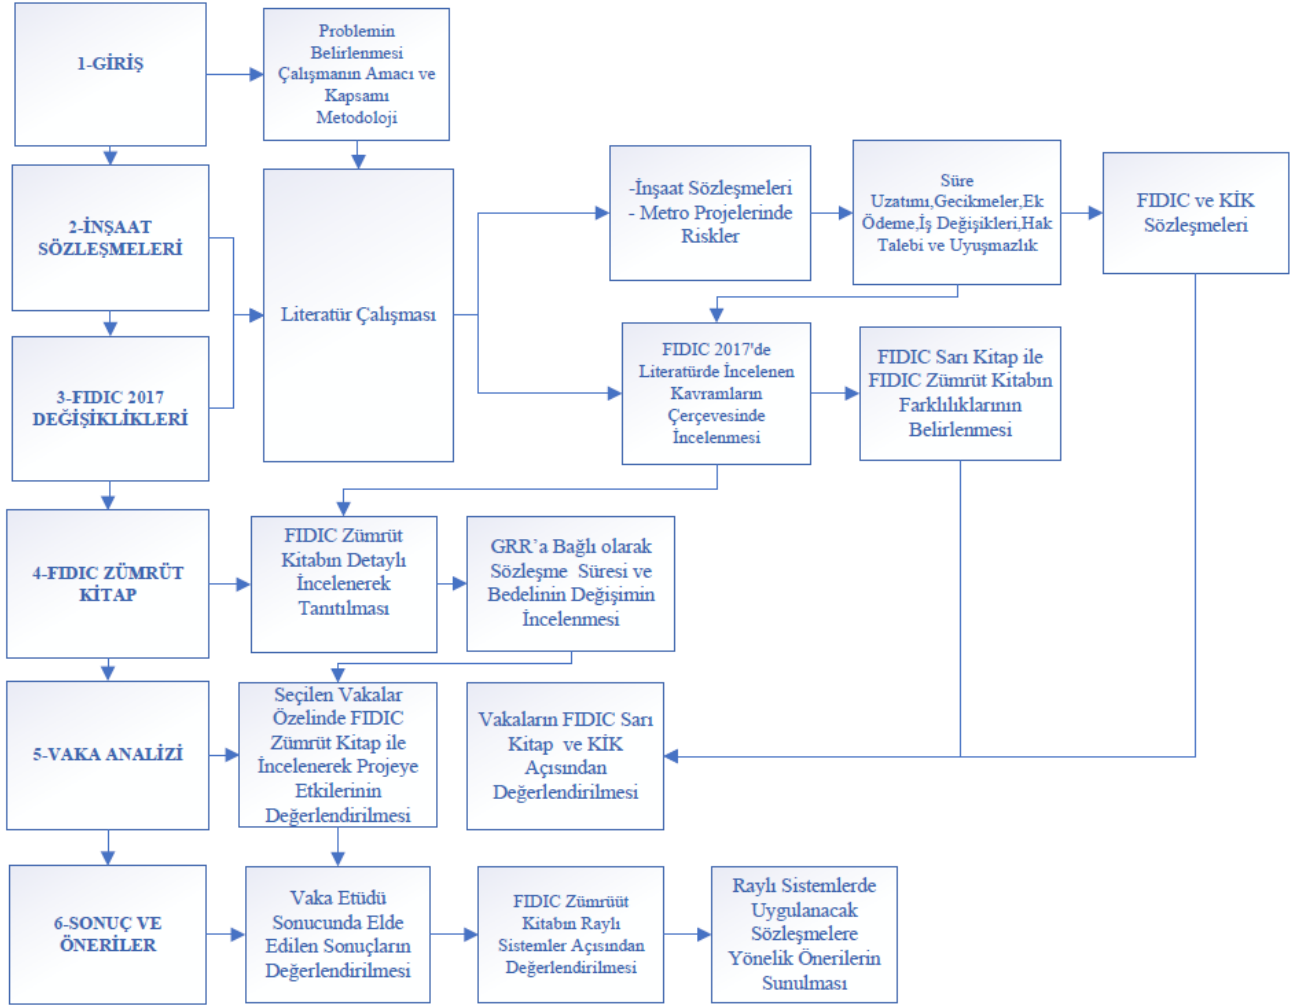 1-GİRİŞ
Problemin
Belirlenmesi
Çalışmanın Amacı ve
Kapsamı
Metodoloji
2-İNŞAAT
SÖZLEŞMELERİ
Literatür Çalışması
-İnşaat Sözleşmeleri
- Metro Projelerinde
Riskler
Süre
Uzatımı,Gecikmeler,Ek
Ödeme,İş Değişikleri,Hak
Talebi ve Uyuşmazlık
FIDIC ve KİK
Sözleşmeleri
3-FIDIC 2017
DEĞİŞİKLİKLERİ
FIDIC 2017'de
Literatürde İncelenen
Kavramların
Çerçevesinde
İncelenmesi
FIDIC Sarı Kitap ile
FIDIC Zümrüt Kitabın
Farklılıklarının
Belirlenmesi
4-FIDIC ZÜMRÜT
KİTAP
FIDIC Zümrüt
Kitabın Detaylı
İncelenerek
Tanıtılması
GRR’a Bağlı olarak
Sözleşme Süresi ve
Bedelinin Değişimin
İncelenmesi
5-VAKA ANALİZİ
Seçilen Vakalar
Özelinde FIDIC
Zümrüt Kitap ile
İncelenerek Projeye
Etkilerinin
Değerlendirilmesi
Vakaların FIDIC Sarı
Kitap ve KİK
Açısından
Değerlendirilmesi
6-SONUÇ VE
ÖNERİLER
Vaka Etüdü
Sonucunda Elde
Edilen Sonuçların
Değerlendirilmesi
FIDIC Zümrüüt
Kitabın Raylı
Sistemler Açısından
Değerlendirilmesi
Raylı Sistemlerde
Uygulanacak
Sözleşmelere
Yönelik Önerilerin
Sunulması